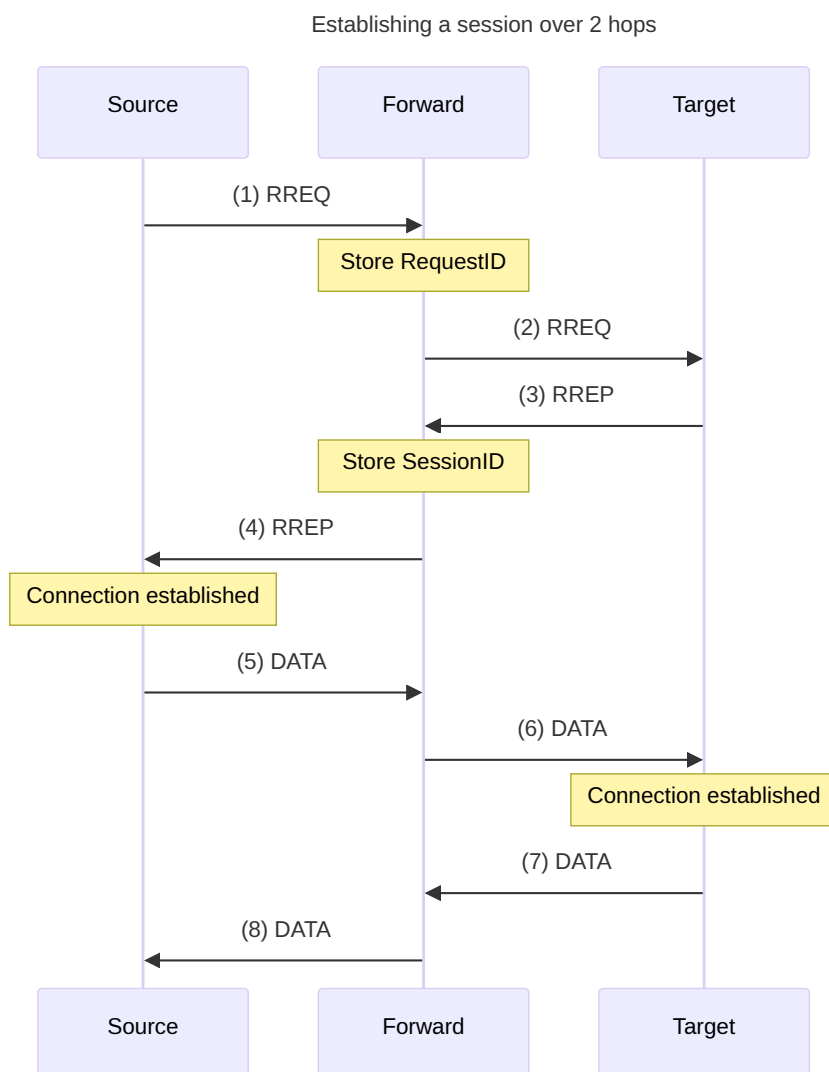 Establishing a session over 2 hops
Source
Forward
Target
(1) RREQ
Store RequestID
(2) RREQ
(3) RREP
Store SessionID
(4) RREP
Connection established
(5) DATA
(6) DATA
Connection established
(7) DATA
(8) DATA
Source
Forward
Target